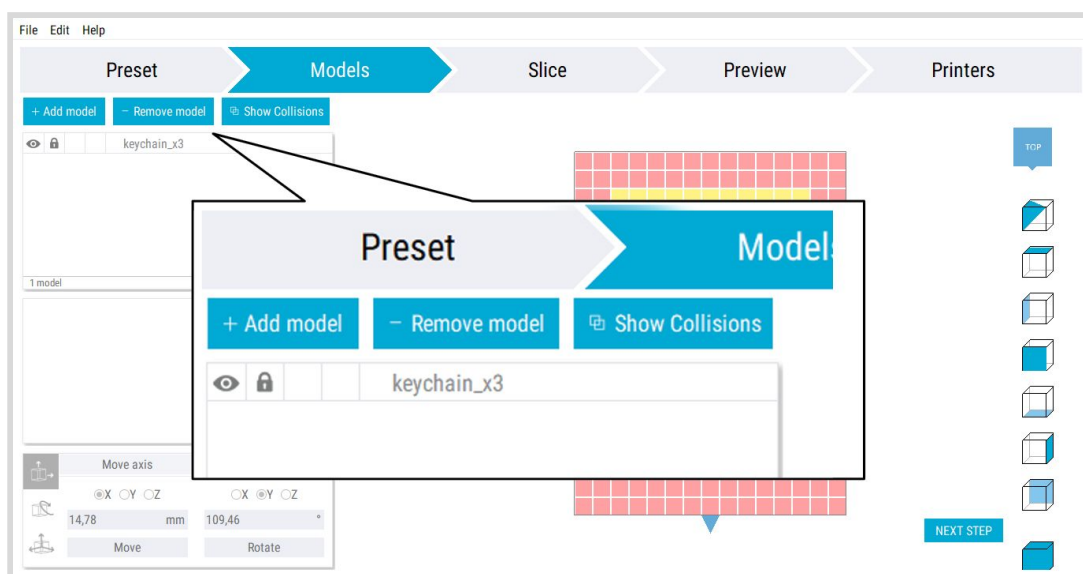 File Edit Help
Preset Models Slice Preview Printers
+ Add model − Remove model Show Collisions
keychain_x3
TOP
1 model
Preset Models
+ Add model − Remove model Show Collisions
keychain_x3
Move axis
X Y Z X Y Z
14,78 mm 109,46 °
Move Rotate
NEXT STEP